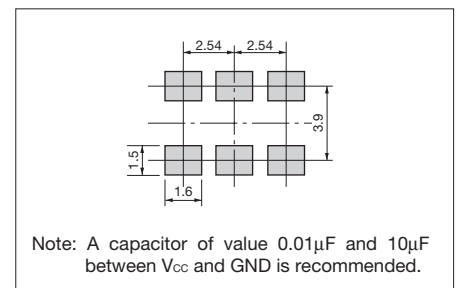 2.54 2.54
3.9
1.5
1.6
Note: A capacitor of value 0.01μF and 10μF
between Vcc and GND is recommended.